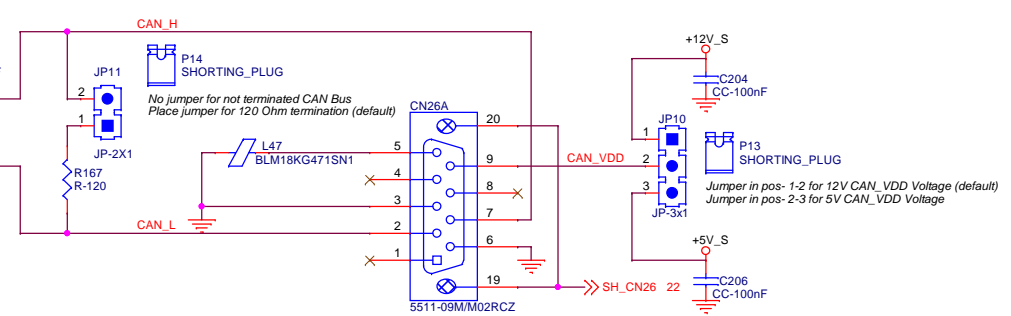 CAN_H
P14
SHORTING_PLUG
JP11
2
1
JP-2X1
No jumper for not terminated CAN Bus
Place jumper for 120 Ohm termination (default)
R167
R-120
CAN_L
L47
BLM18KG471SN1
CN26A
5
4
3
2
1
20
9
8
7
6
19
5511-09M/M02RCZ
CAN_VDD
SH_CN26 22
+12V_S
C204
CC-100nF
JP10
1
2
3
JP-3x1
P13
SHORTING_PLUG
Jumper in pos- 1-2 for 12V CAN_VDD Voltage (default)
Jumper in pos- 2-3 for 5V CAN_VDD Voltage
+5V_S
C206
CC-100nF